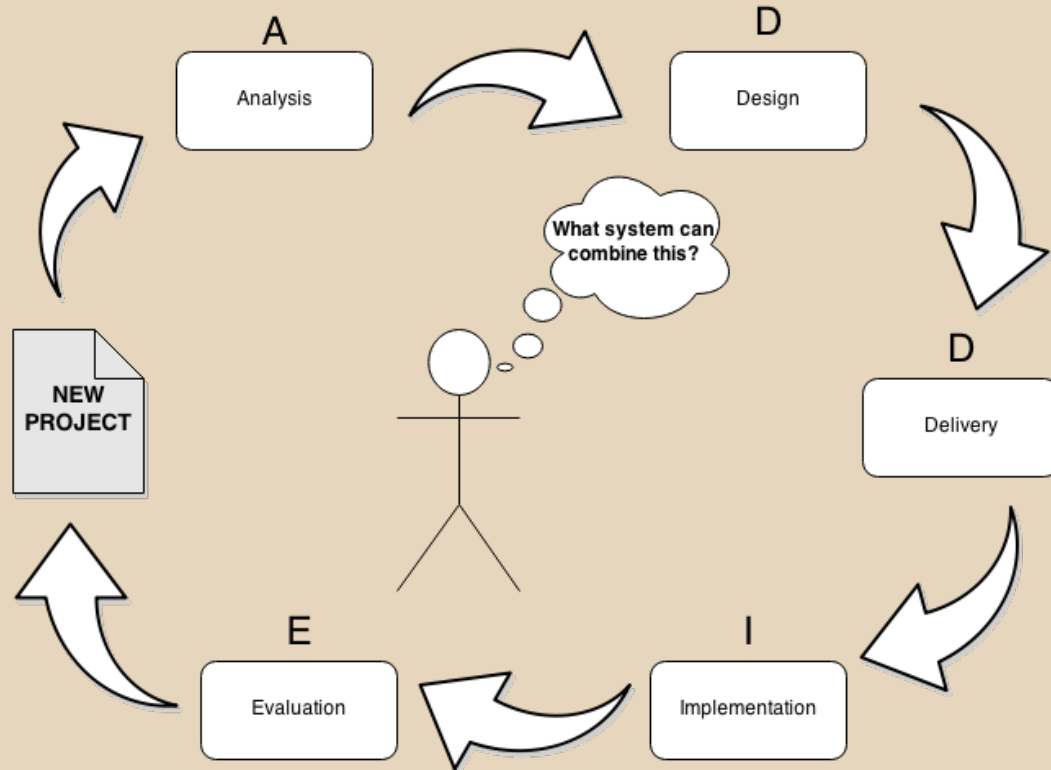 A
Analysis
D
Design
What system can
combine this?
D
Delivery
NEW
PROJECT
E
Evaluation
I
Implementation